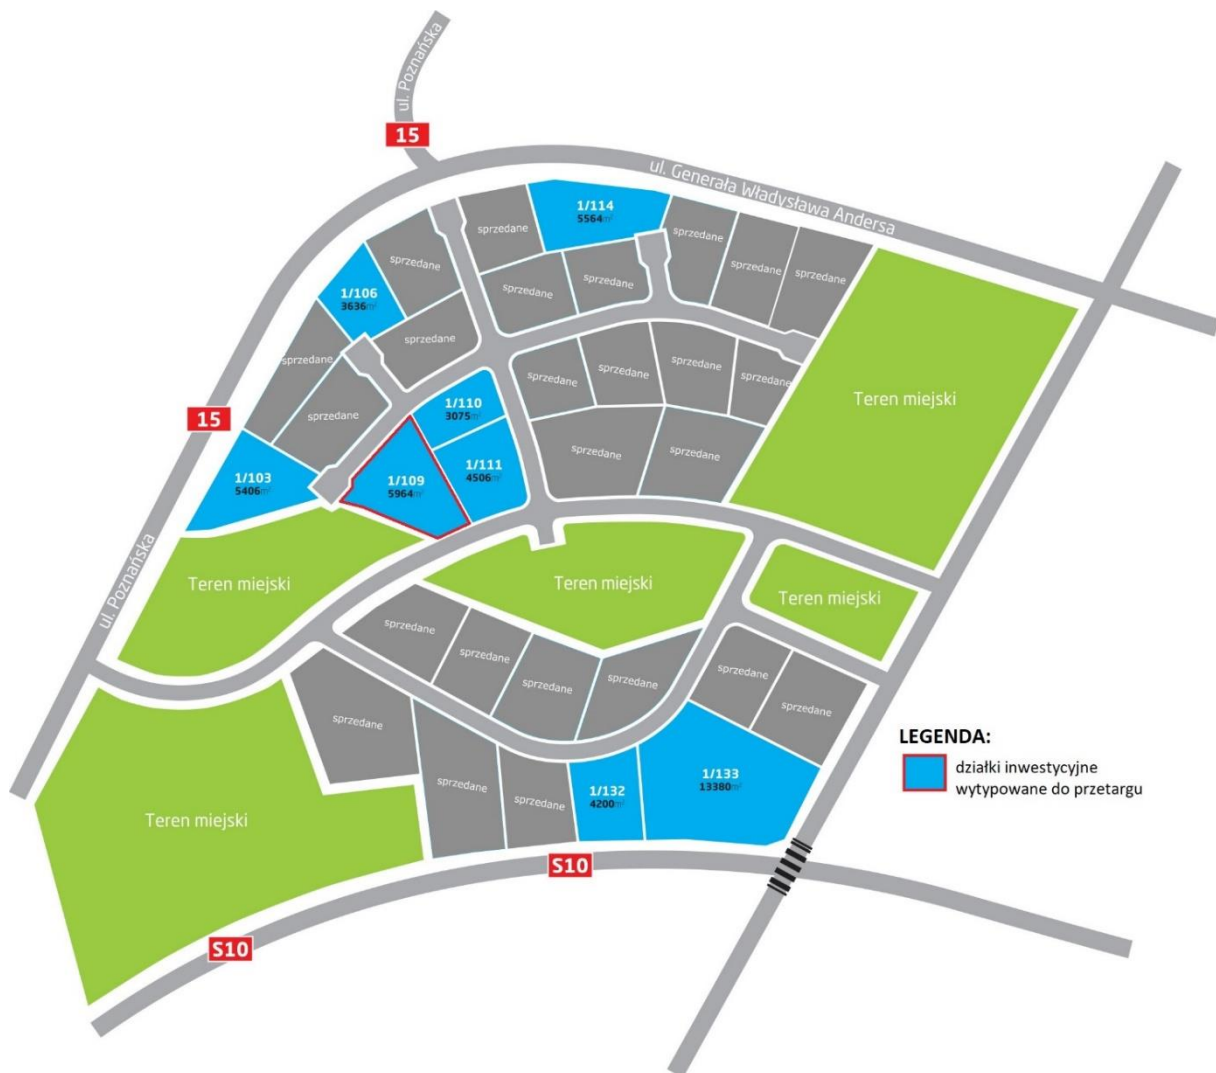 ul. Poznańska
15
ul. Generała Władysława Andersa
1/114
5564m²
sprzedane
sprzedane
sprzedane
sprzedane
sprzedane
sprzedane
1/106
3636m²
sprzedane
sprzedane
sprzedane
sprzedane
sprzedane
sprzedane
sprzedane
sprzedane
sprzedane
Teren miejski
15
sprzedane
1/110
3075m²
sprzedane
sprzedane
1/103
5406m²
1/109
5964m²
1/111
4506m²
ul. Poznańska
Teren miejski
Teren miejski
Teren miejski
sprzedane
sprzedane
sprzedane
sprzedane
sprzedane
sprzedane
sprzedane
sprzedane
sprzedane
1/132
4200m²
1/133
13380m²
Teren miejski
LEGENDA:
działki inwestycyjne
wytypowane do przetargu
S10
S10